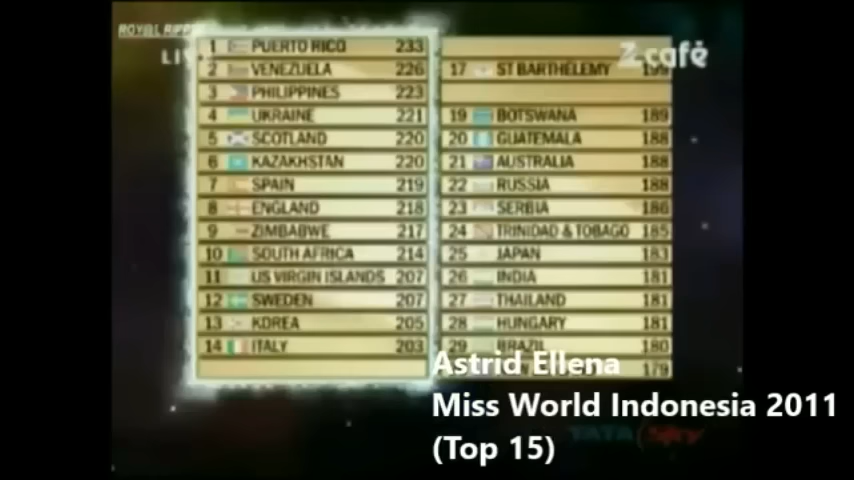 ROYAL RIPP
LIV
Z café
1 PUERTO RICO 233
2 VENEZUELA 226
3 PHILIPPINES 223
4 UKRAINE 221
5 SCOTLAND 220
6 KAZAKHSTAN 220
7 SPAIN 219
8 ENGLAND 218
9 ZIMBABWE 217
10 SOUTH AFRICA 214
11 US VIRGIN ISLANDS 207
12 SWEDEN 207
13 KOREA 205
14 ITALY 203
17 ST BARTHELEMY 199
19 BOTSWANA 189
20 GUATEMALA 188
21 AUSTRALIA 188
22 RUSSIA 188
23 SERBIA 186
24 TRINIDAD & TOBAGO 185
25 JAPAN 183
26 INDIA 181
27 THAILAND 181
28 HUNGARY 181
29 BRAZIL 180
179
Astrid Ellena
Miss World Indonesia 2011
(Top 15)
TATA sky